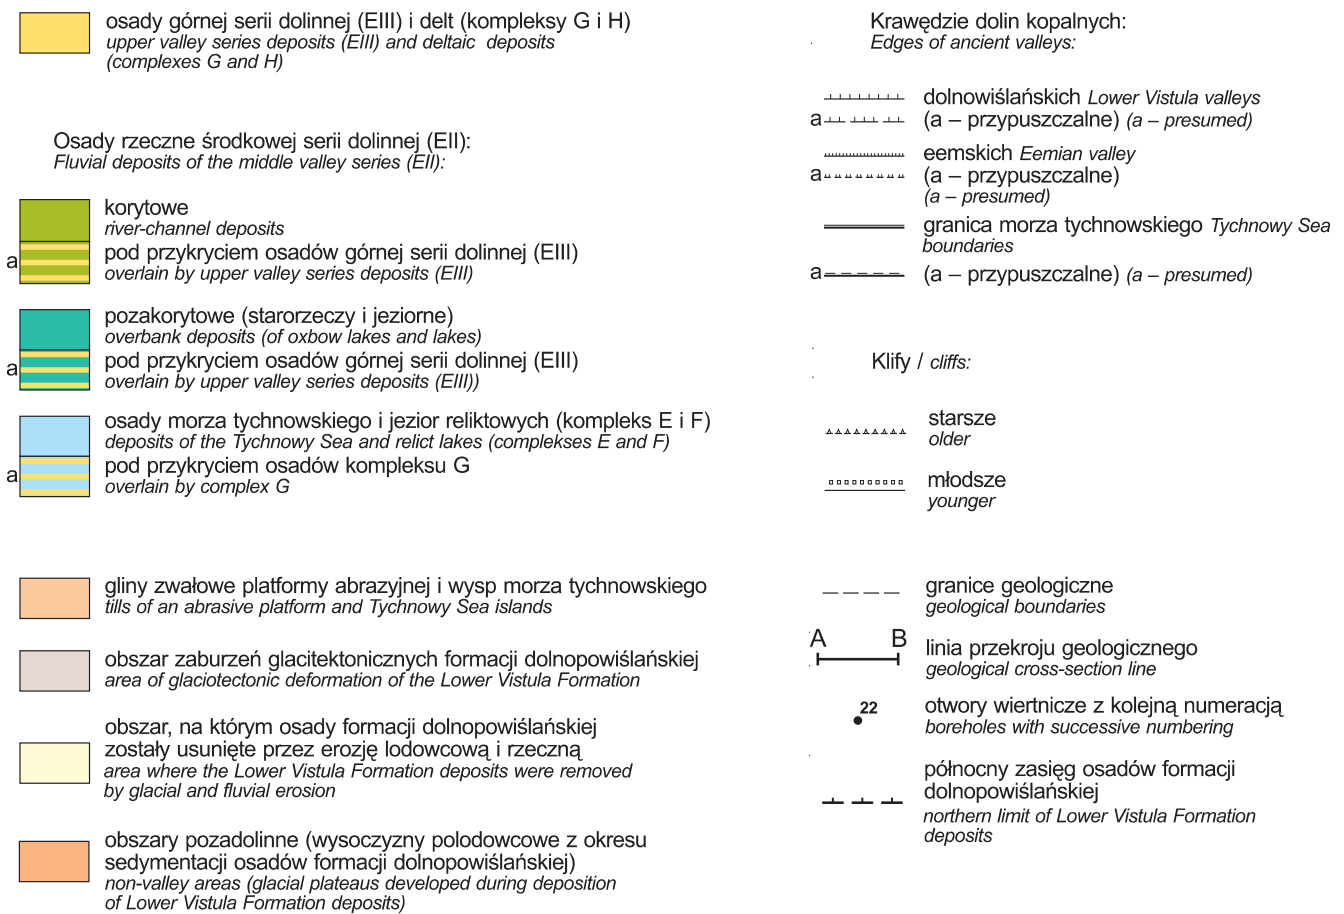 osady górnej serii dolinnej (EIII) i delt (kompleksy G i H)
upper valley series deposits (EIII) and deltaic deposits
(complexes G and H)
Osady rzeczne środkowej serii dolinnej (EII):
Fluvial deposits of the middle valley series (EII):
korytowe
river-channel deposits
a
pod przykryciem osadów górnej serii dolinnej (EIII)
overlain by upper valley series deposits (EIII)
pozakorytowe (starorzeczy i jeziorne)
overbank deposits (of oxbow lakes and lakes)
a
pod przykryciem osadów górnej serii dolinnej (EIII)
overlain by upper valley series deposits (EIII))
osady morza tychnowskiego i jezior reliktowych (kompleks E i F)
deposits of the Tychnowy Sea and relict lakes (complekses E and F)
a
pod przykryciem osadów kompleksu G
overlain by complex G
gliny zwałowe platformy abrazyjnej i wysp morza tychnowskiego
tills of an abrasive platform and Tychnowy Sea islands
obszar zaburzeń glacitektonicznych formacji dolnopowiślańskiej
area of glaciotectonic deformation of the Lower Vistula Formation
obszar, na którym osady formacji dolnopowiślańskiej
zostały usunięte przez erozję lodowcową i rzeczną
area where the Lower Vistula Formation deposits were removed
by glacial and fluvial erosion
obszary pozadolinne (wysoczyzny polodowcowe z okresu
sedymentacji osadów formacji dolnopowiślańskiej)
non-valley areas (glacial plateaus developed during deposition
of Lower Vistula Formation deposits)
Krawędzie dolin kopalnych:
Edges of ancient valleys:
dolnowiślańskich Lower Vistula valleys
a (a – przypuszczalne) (a – presumed)
eemskich Eemian valley
a (a – przypuszczalne)
(a – presumed)
granica morza tychnowskiego Tychnowy Sea
boundaries
a (a – przypuszczalne) (a – presumed)
Klify / cliffs:
starsze
older
młodsze
younger
granice geologiczne
geological boundaries
A B
linia przekroju geologicznego
geological cross-section line
22
otwory wiertnicze z kolejną numeracją
boreholes with successive numbering
północny zasięg osadów formacji
dolnopowiślańskiej
northern limit of Lower Vistula Formation
deposits